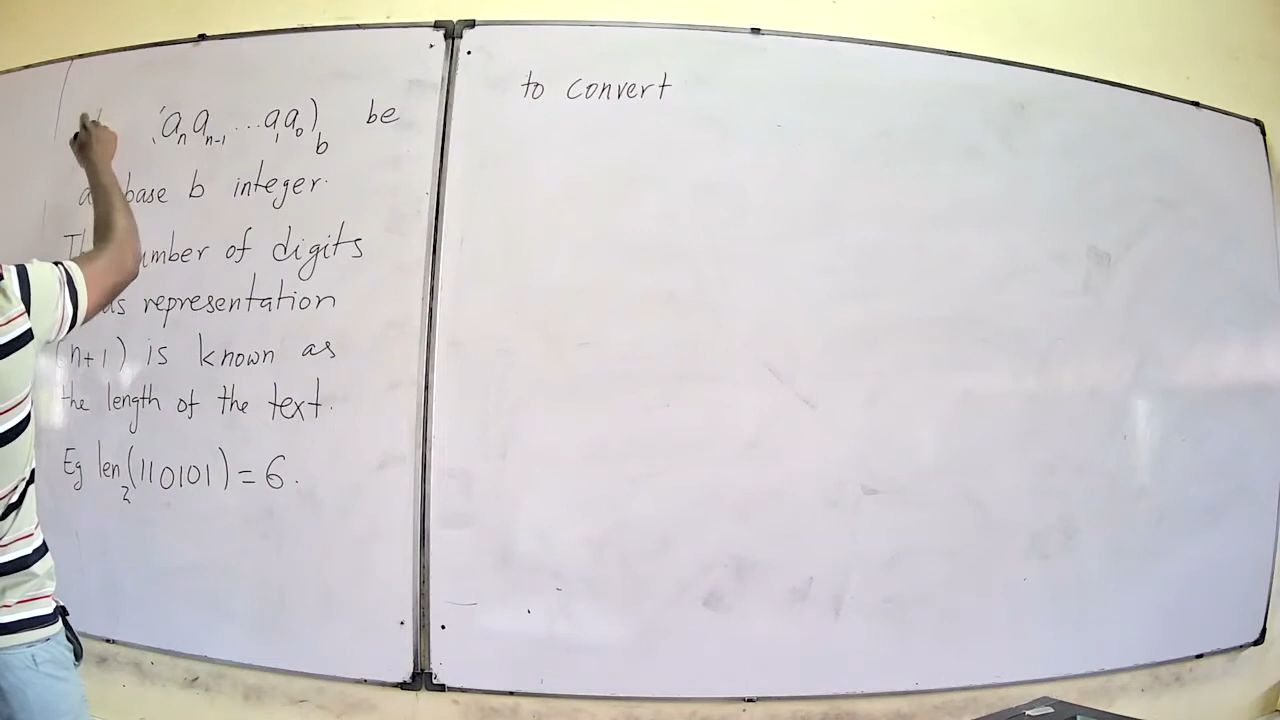 (aₙaₙ₋₁ ... a₁a₀)_b be
base b integer.
of digits
representation
(n+1) is known as
the length of the text.
Eg len₂(110101) = 6.
to convert